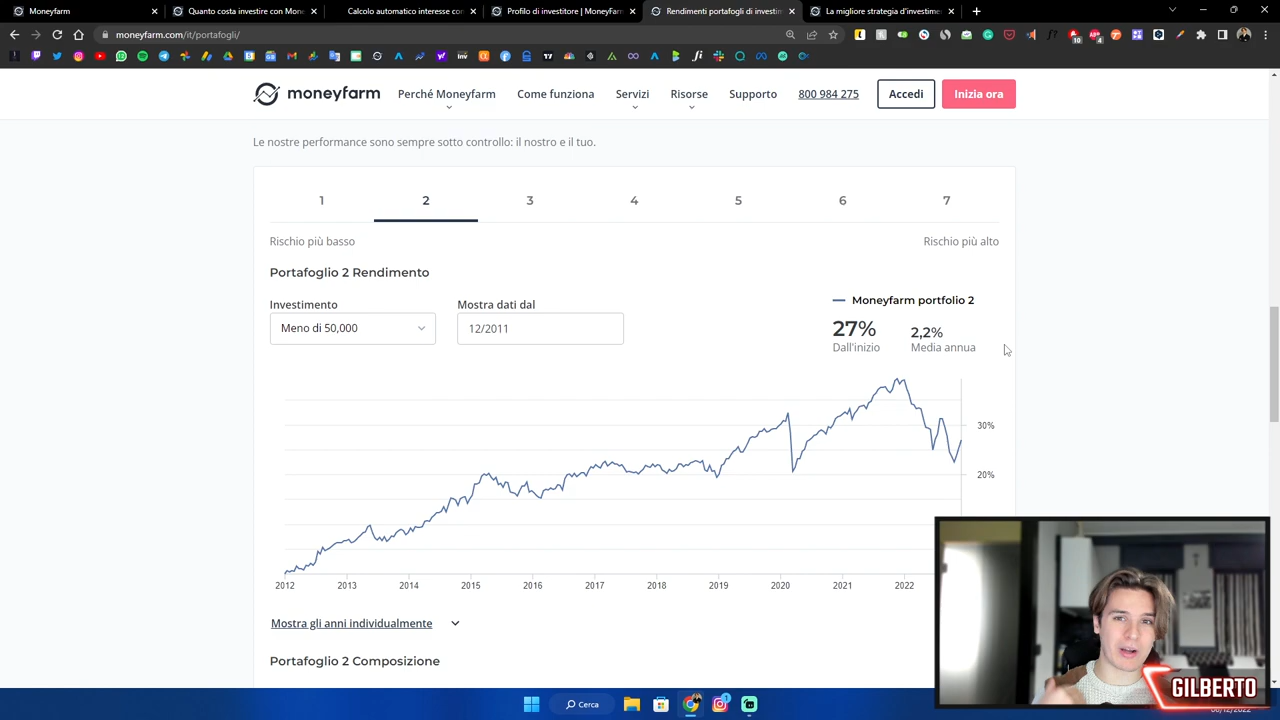 Moneyfarm
Quanto costa investire con Mone
Calcolo automatico interesse con
Profilo di investitore | Moneyfarm
Rendimenti portafogli di investim
La migliore strategia d'investimen
moneyfarm.com/it/portafogli/
moneyfarm
Perché Moneyfarm
Come funziona
Servizi
Risorse
Supporto
800 984 275
Accedi
Inizia ora
Le nostre performance sono sempre sotto controllo: il nostro e il tuo.
1 2 3 4 5 6 7
Rischio più basso
Rischio più alto
Portafoglio 2 Rendimento
Investimento
Mostra dati dal
Meno di 50,000
12/2011
Moneyfarm portfolio 2
27%
2,2%
Dall'inizio
Media annua
30%
20%
2012 2013 2014 2015 2016 2017 2018 2019 2020 2021 2022
Mostra gli anni individualmente
Portafoglio 2 Composizione
GILBERTO
Cerca